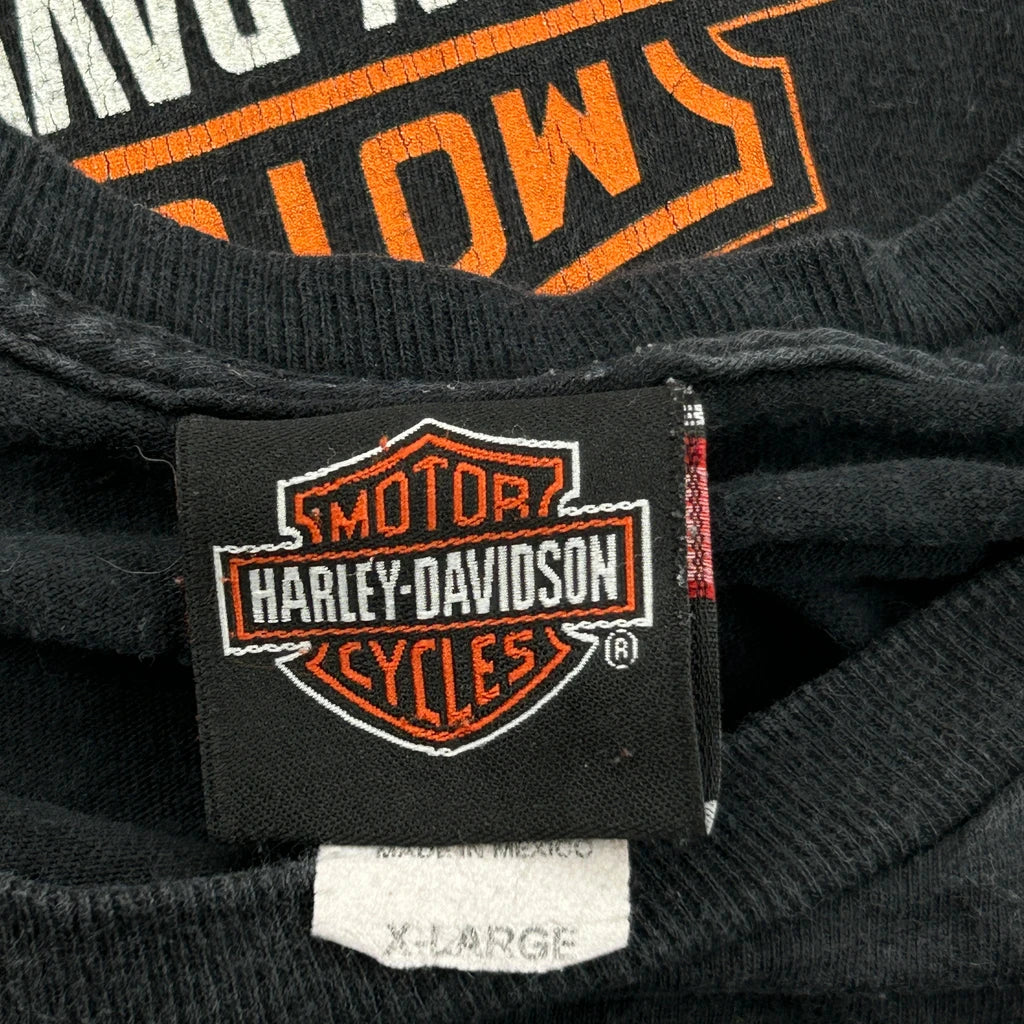 MOTOR
HARLEY-DAVIDSON
CYCLES
®
MADE IN MEXICO
X-LARGE